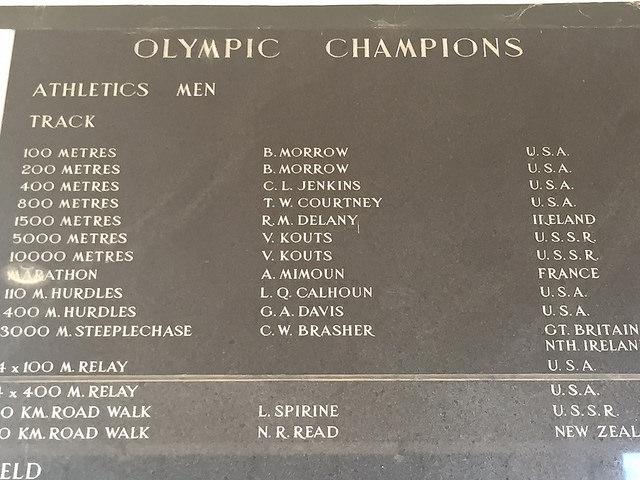 OLYMPIC CHAMPIONS
ATHLETICS MEN
TRACK
100 METRES B. MORROW U.S.A.
200 METRES B. MORROW U.S.A.
400 METRES C. L. JENKINS U.S.A.
800 METRES T. W. COURTNEY U.S.A.
1500 METRES R. M. DELANY IRELAND
5000 METRES V. KOUTS U.S.S.R.
10000 METRES V. KOUTS U.S.S.R.
MARATHON A. MIMOUN FRANCE
110 M. HURDLES L. Q. CALHOUN U.S.A.
400 M. HURDLES G. A. DAVIS U.S.A.
3000 M. STEEPLECHASE C. W. BRASHER GT. BRITAIN
NTH. IRELAN
4 x 100 M. RELAY U.S.A.
4 x 400 M. RELAY U.S.A.
0 KM. ROAD WALK L. SPIRINE U.S.S.R.
0 KM. ROAD WALK N. R. READ NEW ZEAL
ELD